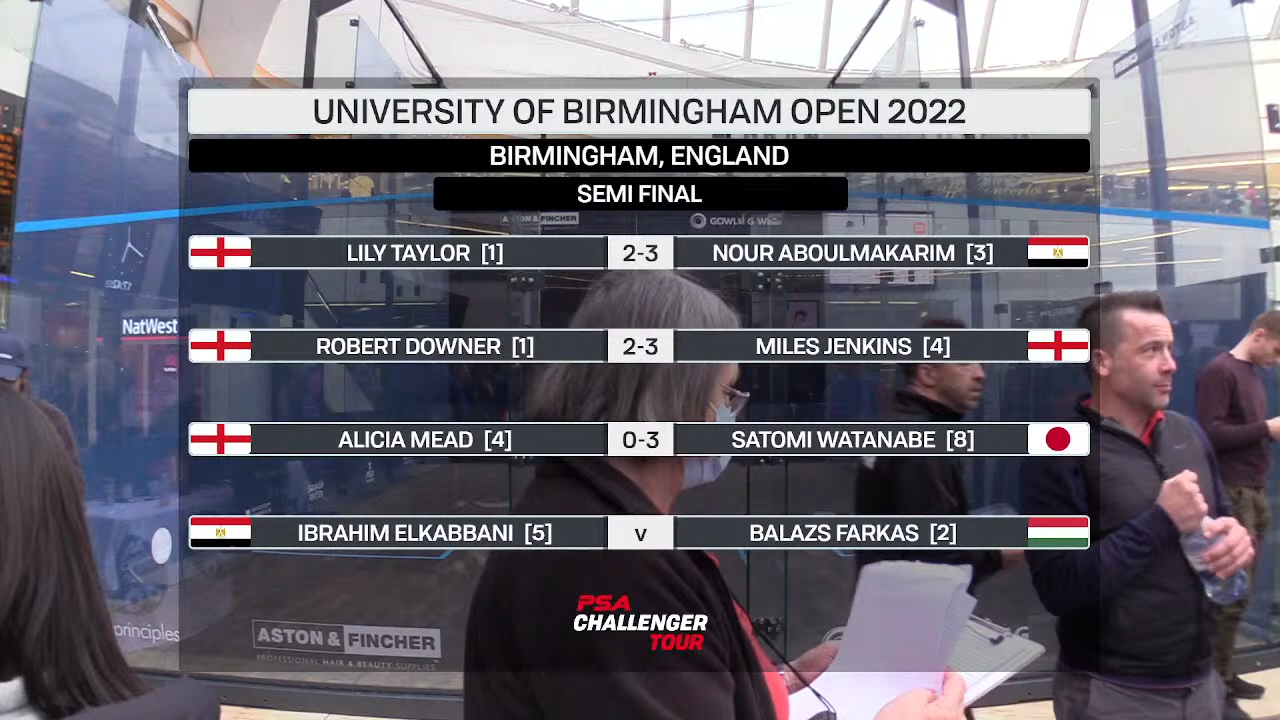 UNIVERSITY OF BIRMINGHAM OPEN 2022
BIRMINGHAM, ENGLAND
SEMI FINAL
ASTON & FINCHER
LILY TAYLOR [1] 2-3 NOUR ABOULMAKARIM [3]
NatWest
ROBERT DOWNER [1] 2-3 MILES JENKINS [4]
ALICIA MEAD [4] 0-3 SATOMI WATANABE [8]
IBRAHIM ELKABBANI [5] v BALAZS FARKAS [2]
PSA
CHALLENGER
TOUR
principles
ASTON & FINCHER
PROFESSIONAL HAIR & BEAUTY SUPPLIES